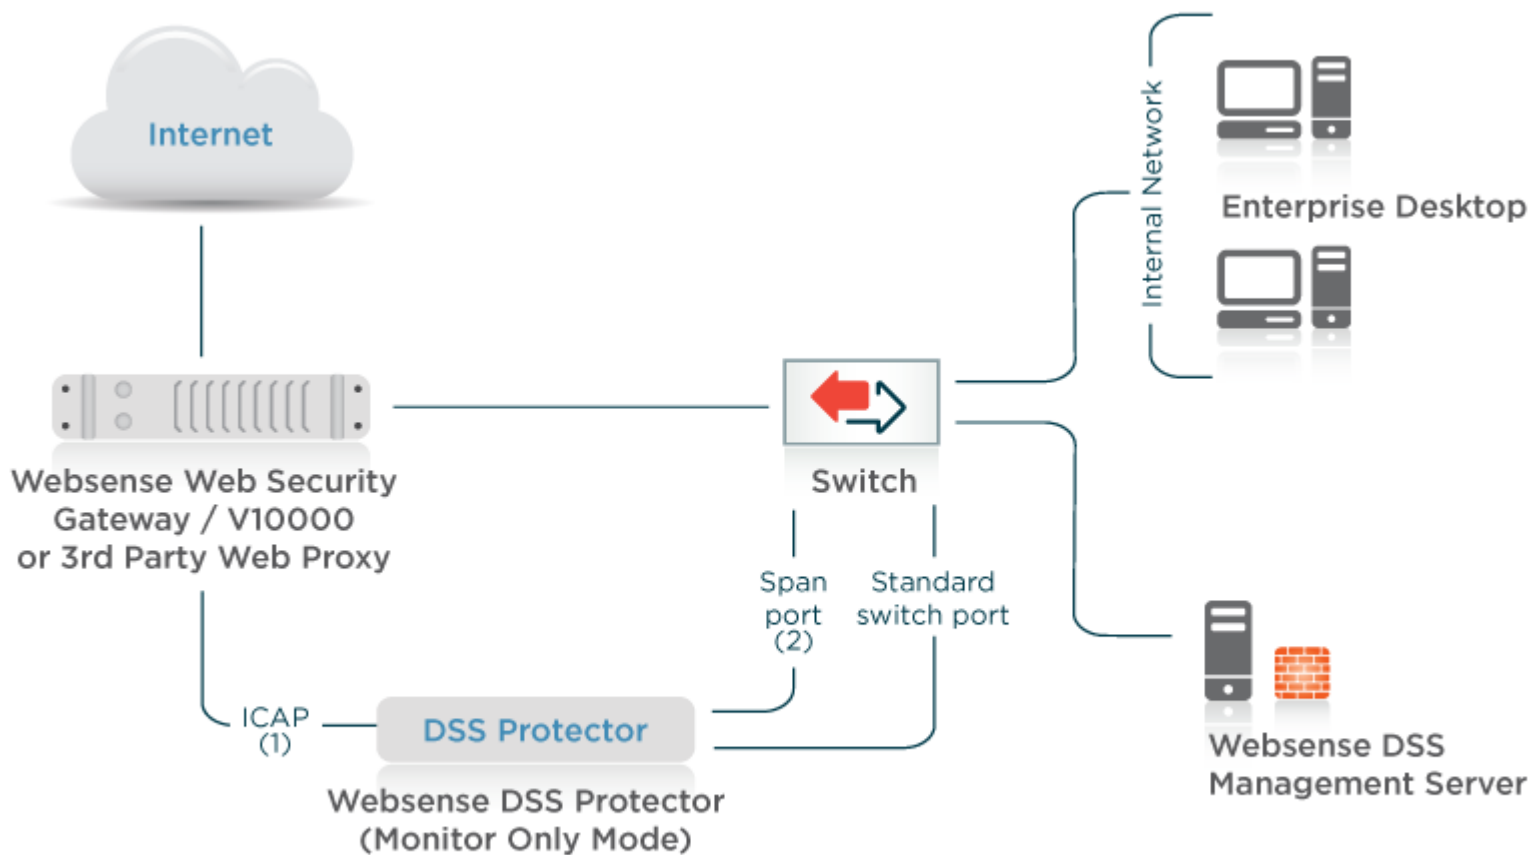 Internet
Internal Network
Enterprise Desktop
Websense Web Security
Gateway / V10000
or 3rd Party Web Proxy
Switch
Span
port
(2)
Standard
switch port
ICAP
(1)
DSS Protector
Websense DSS Protector
(Monitor Only Mode)
Websense DSS
Management Server